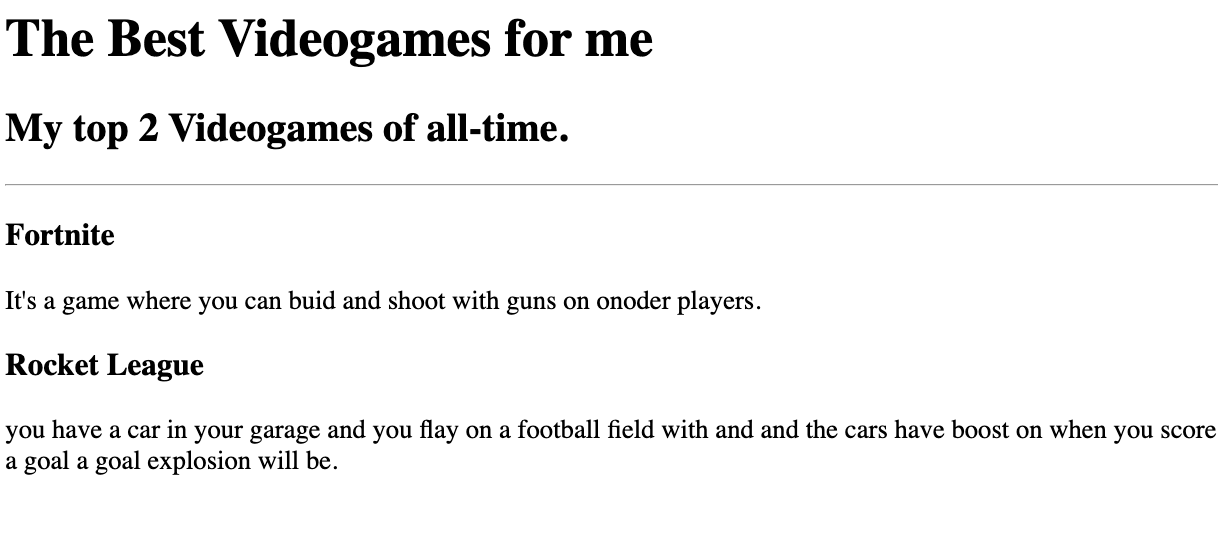 The Best Videogames for me
My top 2 Videogames of all-time.
Fortnite
It's a game where you can buid and shoot with guns on onoder players.
Rocket League
you have a car in your garage and you flay on a football field with and and the cars have boost on when you score
a goal a goal explosion will be.